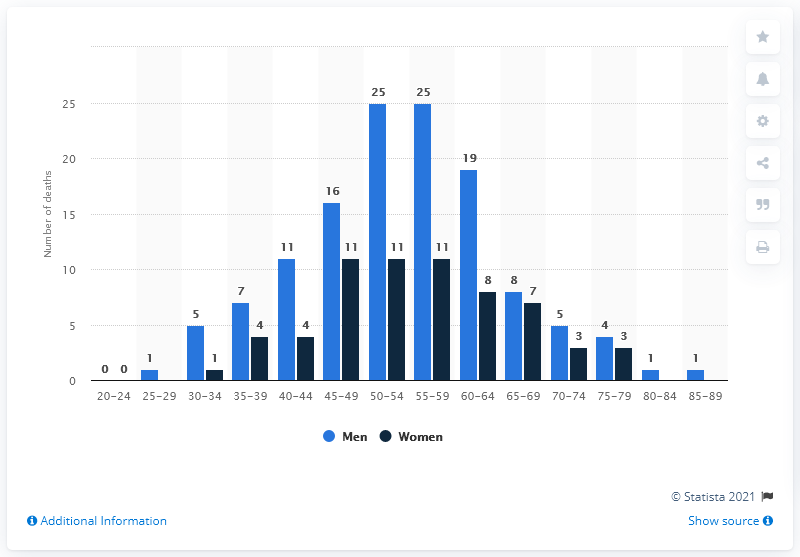 Number of deaths
25
20
15
10
5
0
0 0 1 5 1 7 4 11 4 16 11 25 11 25 11 19 8 8 7 5 3 4 3 1 1
20-24 25-29 30-34 35-39 40-44 45-49 50-54 55-59 60-64 65-69 70-74 75-79 80-84 85-89
Men Women
© Statista 2021
Additional Information Show source